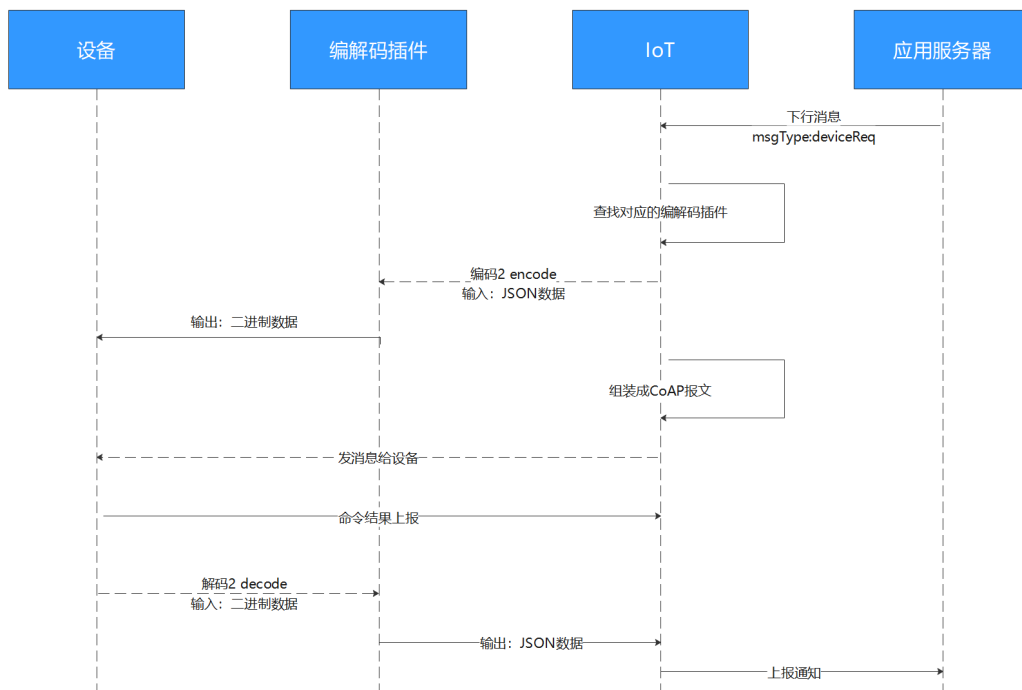 设备
编解码插件
IoT
应用服务器
下行消息
msgType:deviceReq
查找对应的编解码插件
编码2 encode
输入：JSON数据
输出：二进制数据
组装成CoAP报文
发消息给设备
命令结果上报
解码2 decode
输入：二进制数据
输出：JSON数据
上报通知